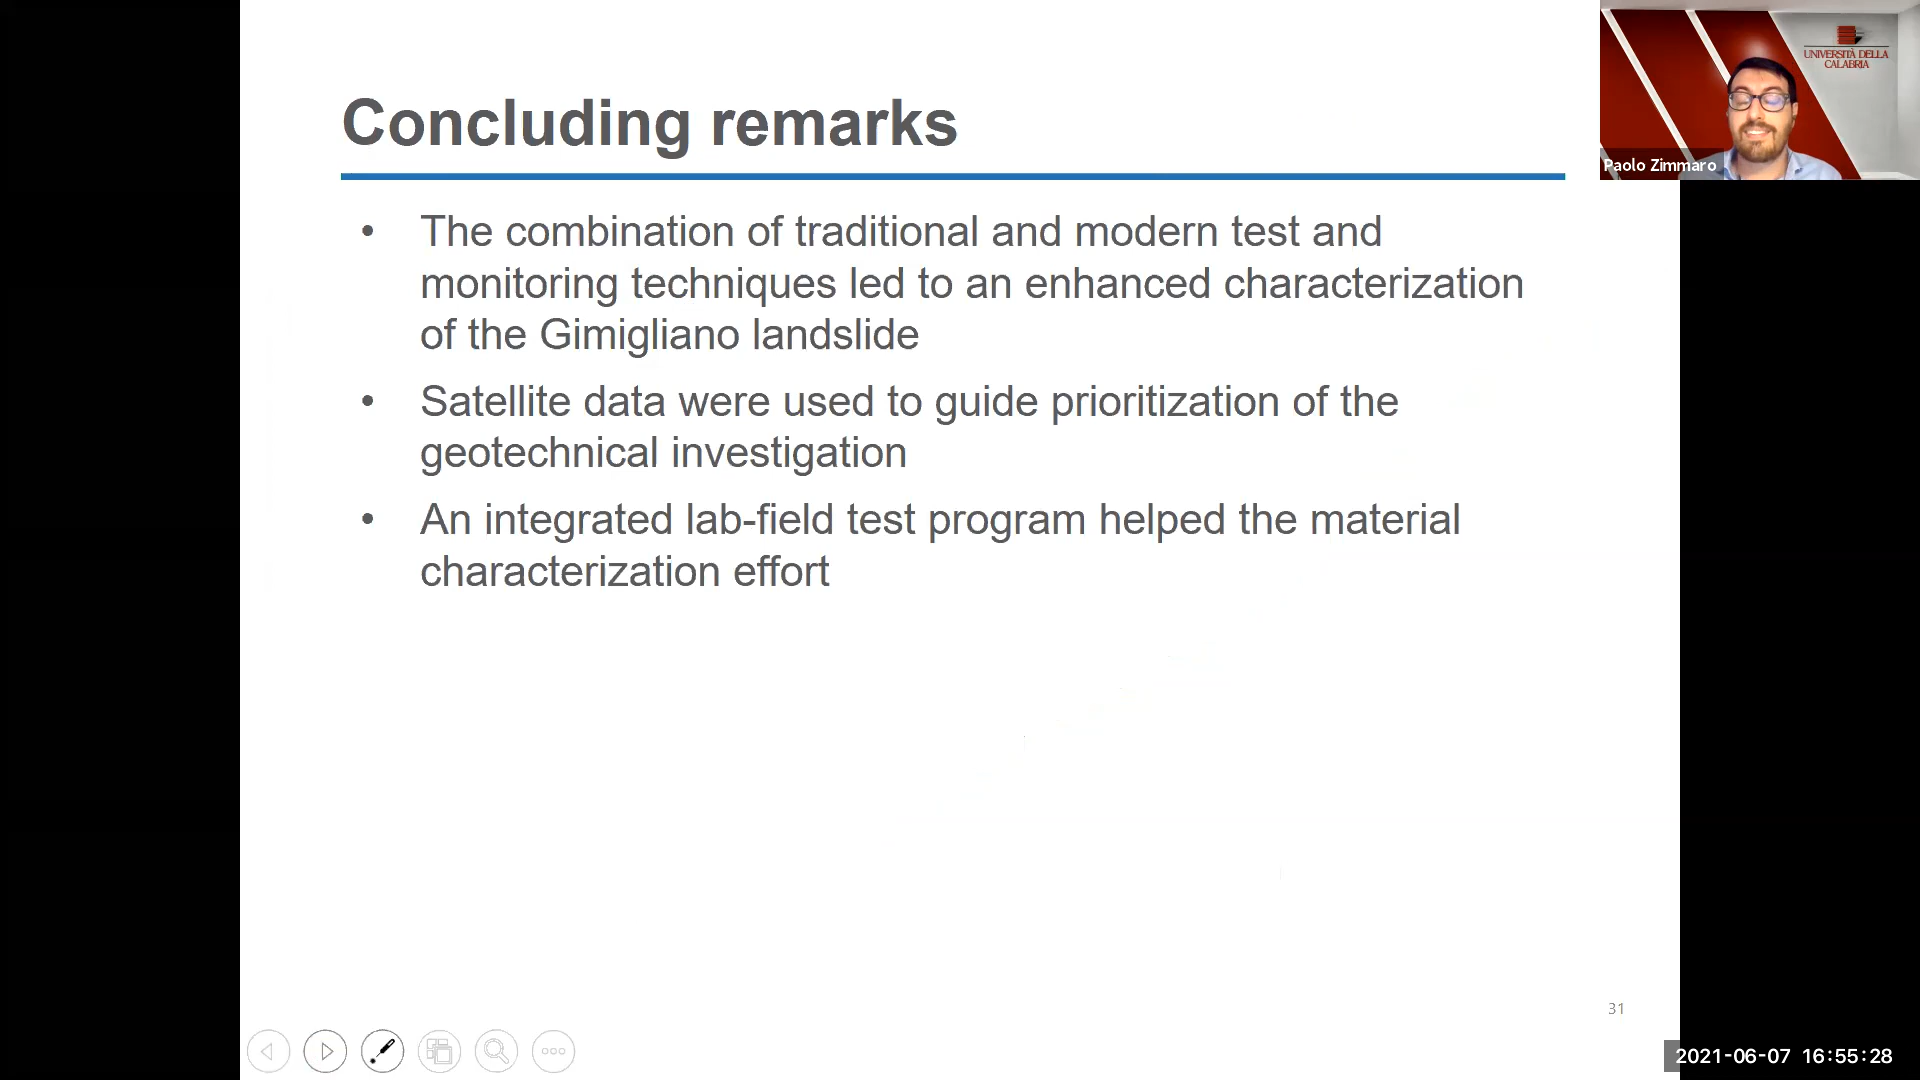 Concluding remarks
• The combination of traditional and modern test and
monitoring techniques led to an enhanced characterization
of the Gimigliano landslide
• Satellite data were used to guide prioritization of the
geotechnical investigation
• An integrated lab-field test program helped the material
characterization effort
31
UNIVERSITÀ DELLA
CALABRIA
Paolo Zimmaro
2021-06-07 16:55:28